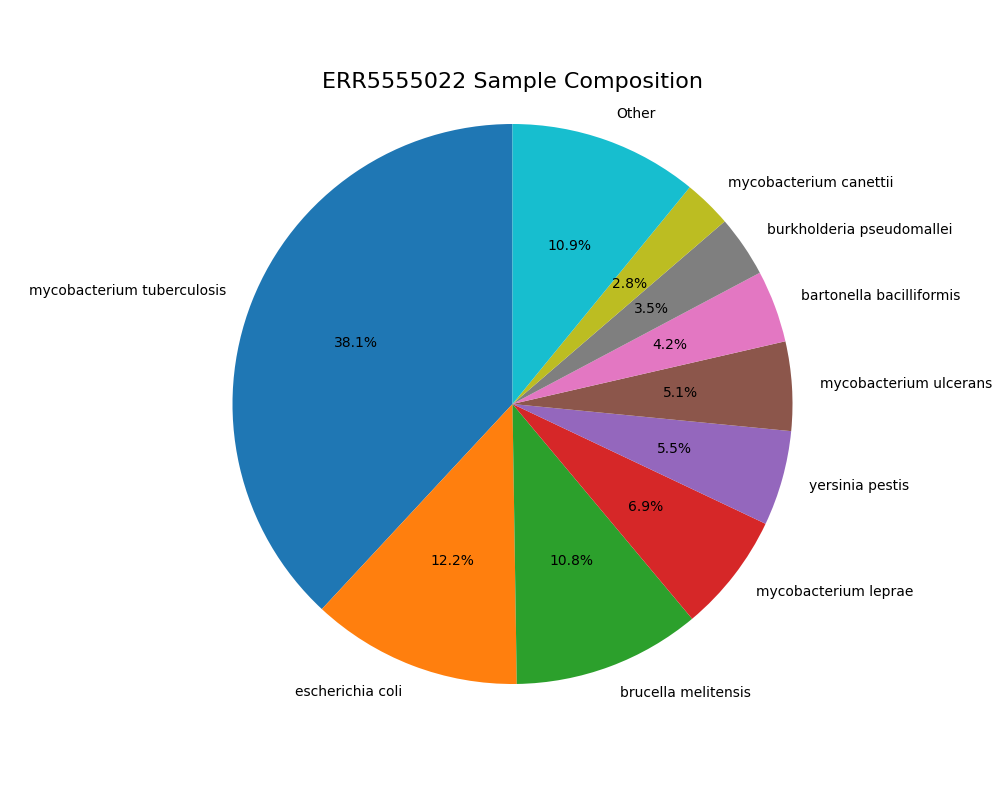 ERR5555022 Sample Composition
Other
mycobacterium canettii
burkholderia pseudomallei
bartonella bacilliformis
mycobacterium ulcerans
yersinia pestis
mycobacterium leprae
brucella melitensis
escherichia coli
mycobacterium tuberculosis
10.9%
2.8%
3.5%
4.2%
5.1%
5.5%
6.9%
10.8%
12.2%
38.1%